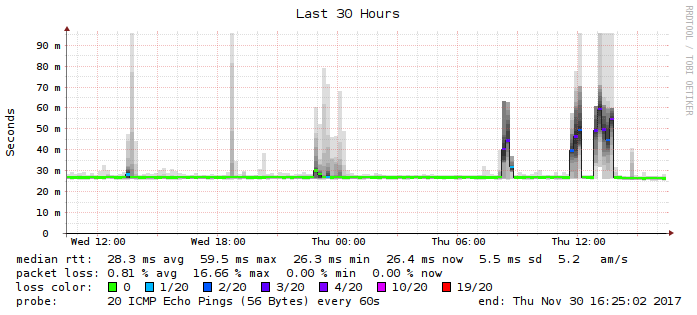 Last 30 Hours
RRDTOOL / TOBI OETIKER
Seconds
90 m
80 m
70 m
60 m
50 m
40 m
30 m
20 m
10 m
0
Wed 12:00 Wed 18:00 Thu 00:00 Thu 06:00 Thu 12:00
median rtt: 28.3 ms avg 59.5 ms max 26.3 ms min 26.4 ms now 5.5 ms sd 5.2 am/s
packet loss: 0.81 % avg 16.66 % max 0.00 % min 0.00 % now
loss color: 0 1/20 2/20 3/20 4/20 10/20 19/20
probe: 20 ICMP Echo Pings (56 Bytes) every 60s end: Thu Nov 30 16:25:02 2017